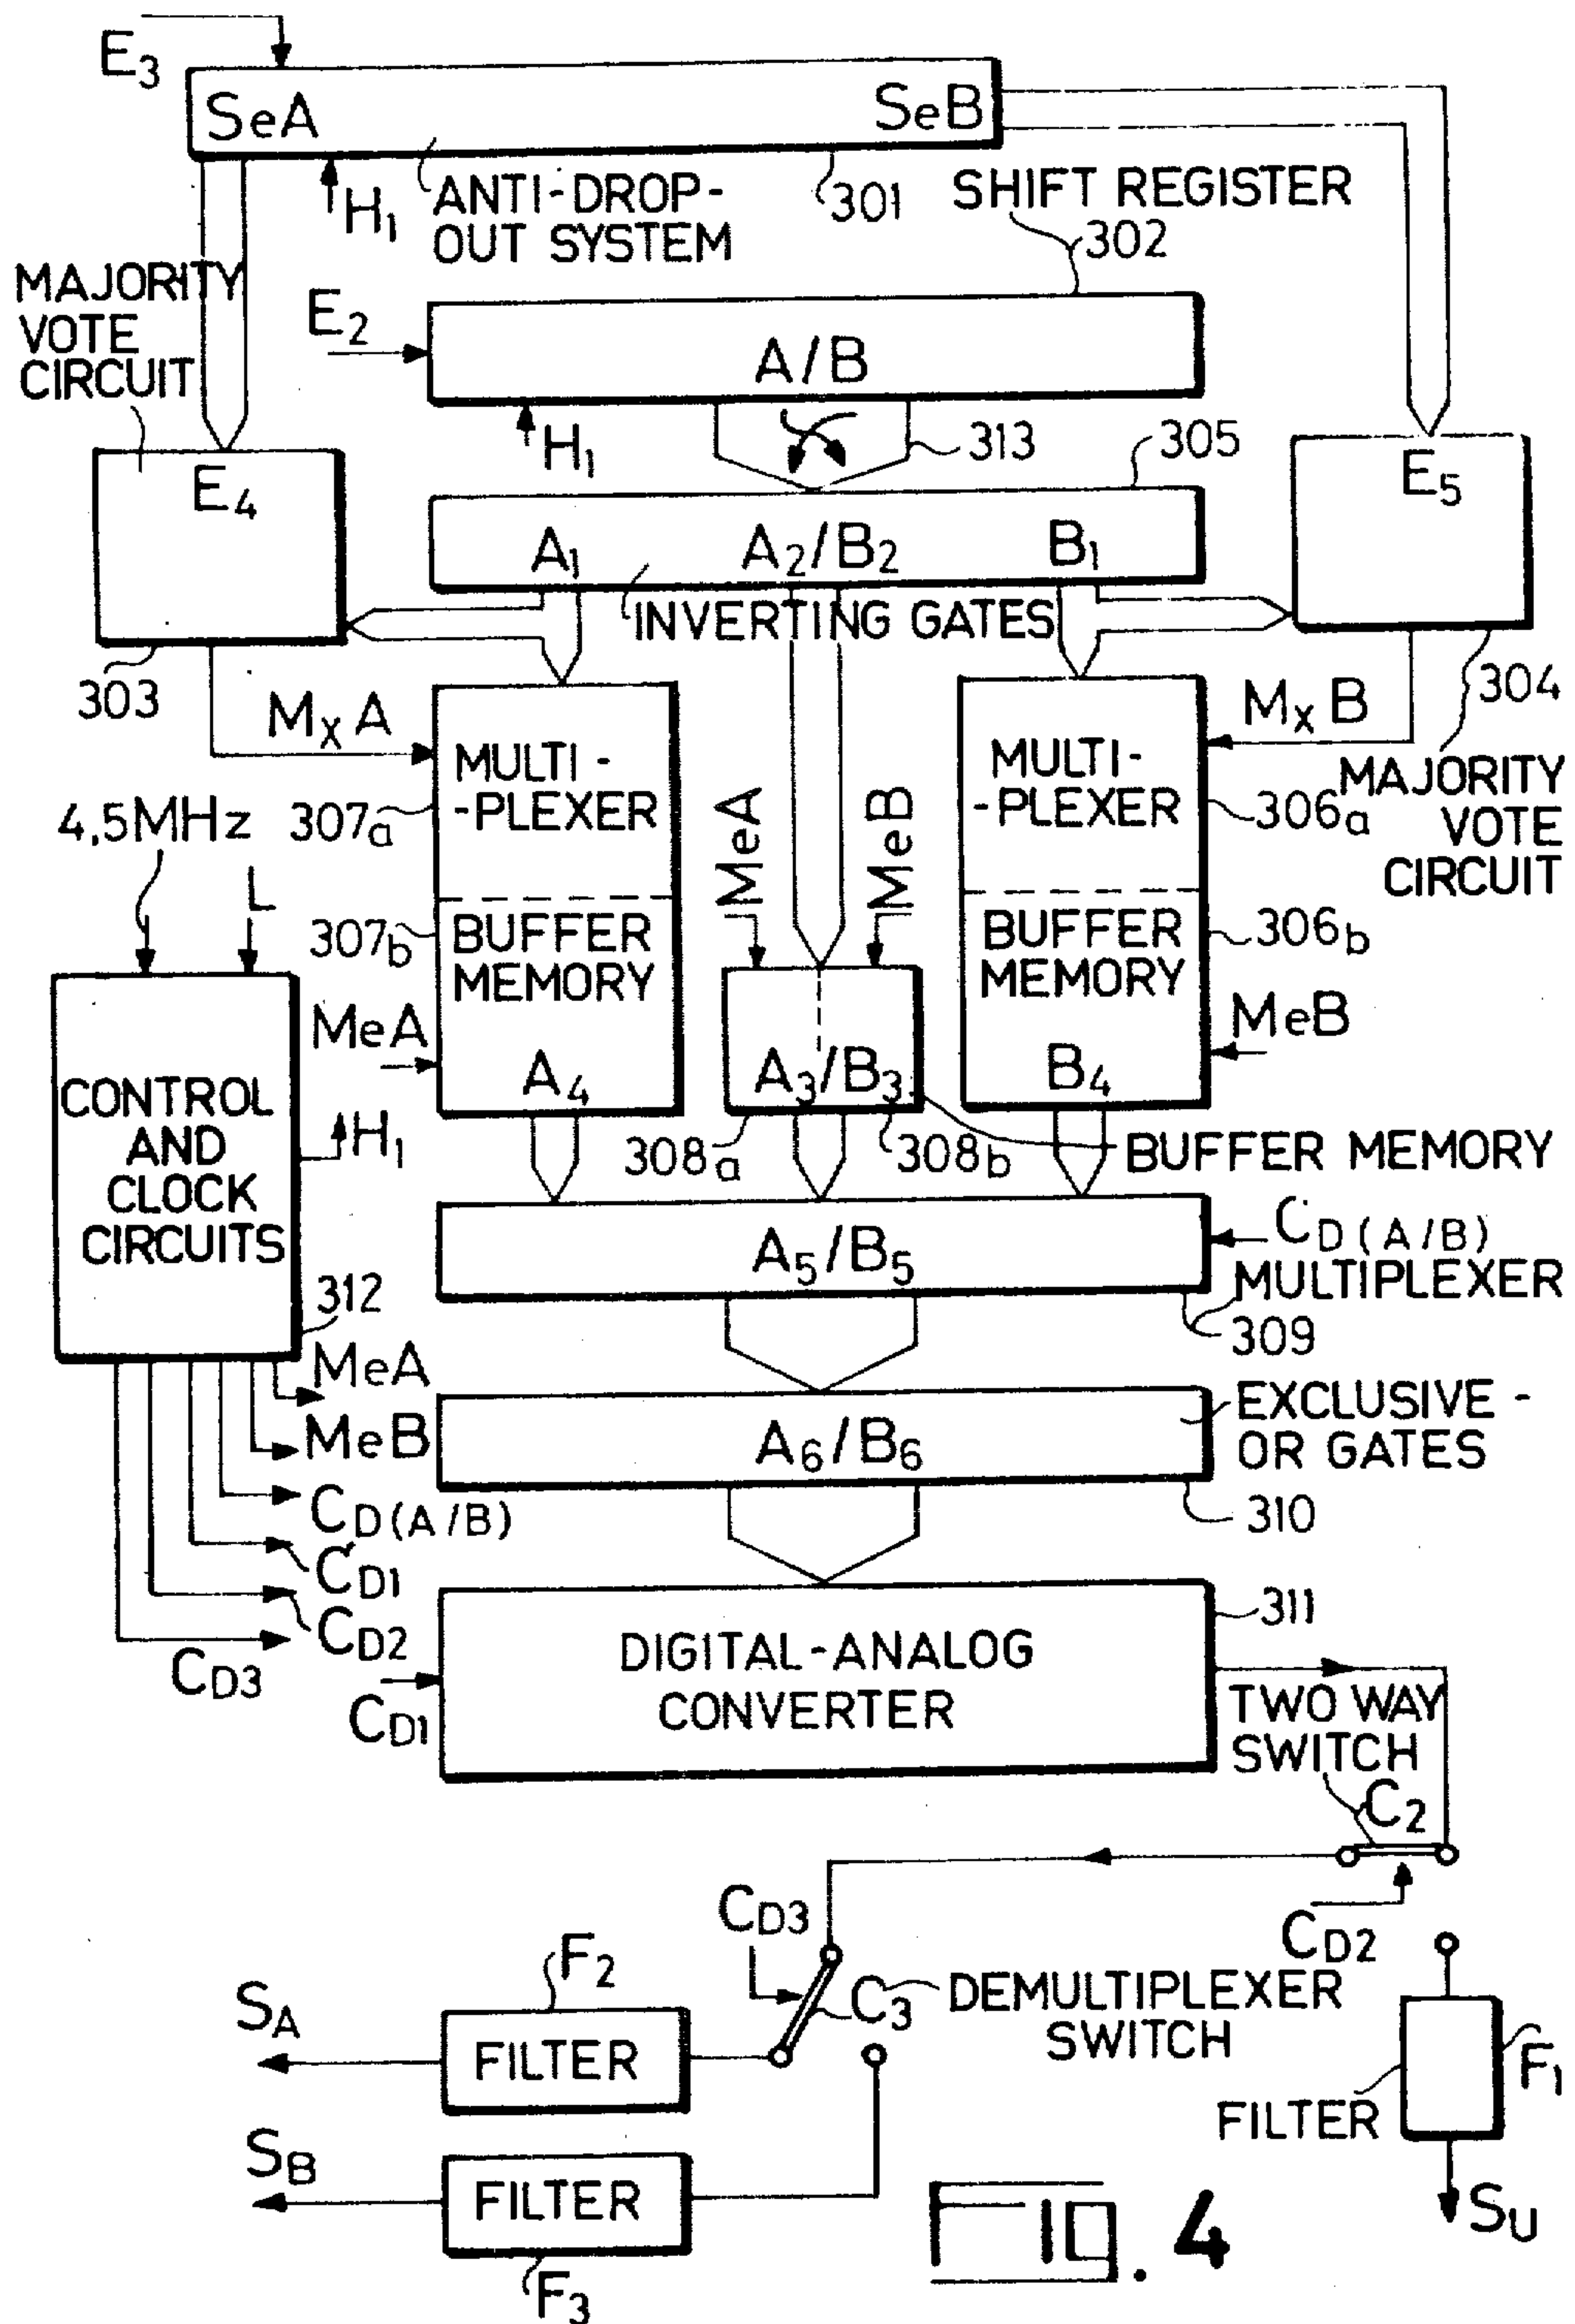 E3
SeA SeB
H1
ANTI-DROP-
OUT SYSTEM
301
SHIFT REGISTER
302
MAJORITY
VOTE
CIRCUIT
E2
A/B
H1
313
305
E4
E5
A1 A2/B2 B1
INVERTING GATES
303
304
MxA
MxB
MULTI-
-PLEXER
MULTI-
-PLEXER
MAJORITY
VOTE
CIRCUIT
4,5MHz
L
307a
306a
MeA
MeB
307b
BUFFER
MEMORY
BUFFER
MEMORY
306b
MeA
MeB
A4
A3/B3
B4
CONTROL
AND
CLOCK
CIRCUITS
H1
308a
308b
BUFFER MEMORY
A5/B5
CD(A/B)
MULTIPLEXER
309
312
MeA
MeB
CD(A/B)
CD1
CD2
CD3
A6/B6
EXCLUSIVE-
OR GATES
310
311
DIGITAL-ANALOG
CONVERTER
CD1
TWO WAY
SWITCH
C2
CD2
CD3
C3
DEMULTIPLEXER
SWITCH
F2
SA
FILTER
F1
FILTER
SB
FILTER
F3
SU
FIG. 4